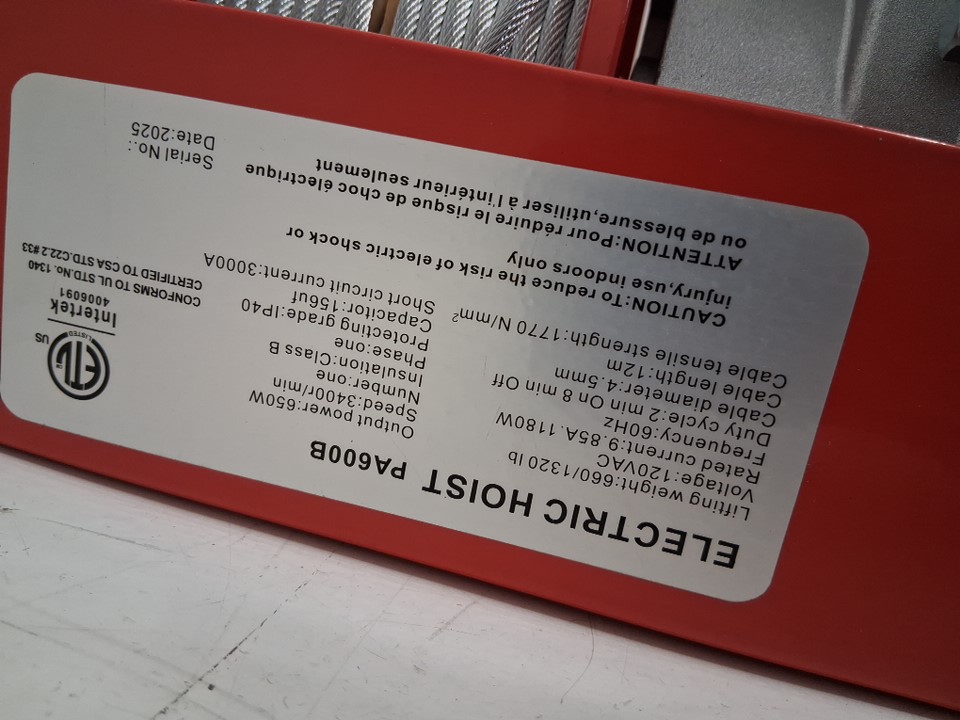 ELECTRIC HOIST PA600B
Lifting weight:660/1320 lb
Voltage:120VAC
Rated current:9.85A.1180W
Frequency:60Hz
Duty cycle:2 min On 8 min Off
Cable diameter:4.5mm
Cable length:12m
Cable tensile strength:1770 N/mm²
Output power:650W
Speed:3400r/min
Number:one
Insulation:Class B
Phase:one
Protecting grade:IP40
Capacitor:156uf
Short circuit current:3000A
ETL
CM
LISTED
US
Intertek
4006091
CONFORMS TO UL STD.No. 1340
CERTIFIED TO CSA STD.C22.2#33
CAUTION:To reduce the risk of electric shock or
injury,use indoors only
ATTENTION:Pour réduire le risque de choc électrique
ou de blessure,utiliser à l'intérieur seulement
Serial No.:
Date:2025